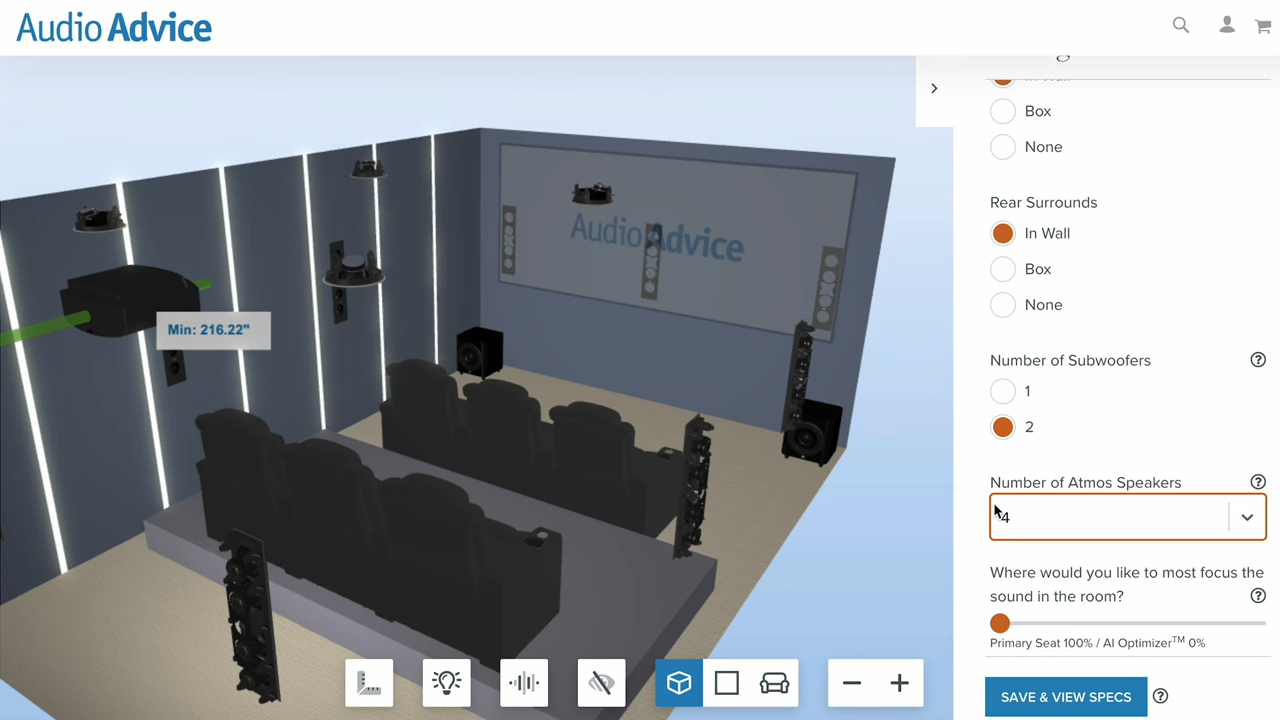 Audio Advice
Box
None
Rear Surrounds
In Wall
Box
None
Number of Subwoofers
1
2
Number of Atmos Speakers
4
Where would you like to most focus the
sound in the room?
Primary Seat 100% / AI Optimizer™ 0%
SAVE & VIEW SPECS
Audio Advice
Min: 216.22"